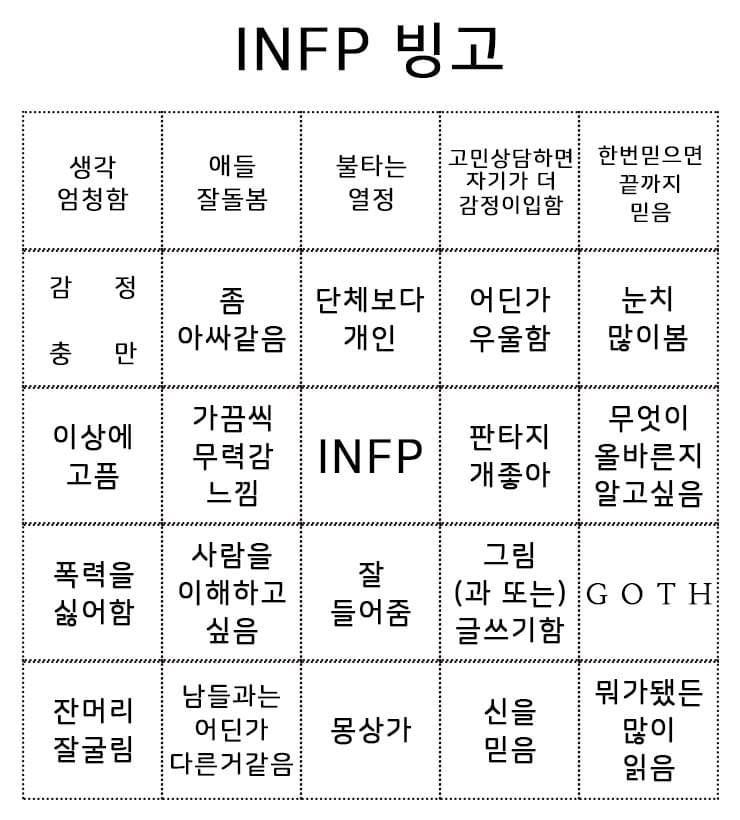 INFP 빙고
생각
엄청함
애들
잘돌봄
불타는
열정
고민상담하면
자기가 더
감정이입함
한번믿으면
끝까지
믿음
감 정
충 만
좀
아싸같음
단체보다
개인
어딘가
우울함
눈치
많이봄
이상에
고픔
가끔씩
무력감
느낌
INFP
판타지
개좋아
무엇이
올바른지
알고싶음
폭력을
싫어함
사람을
이해하고
싶음
잘
들어줌
그림
(과 또는)
글쓰기함
G O T H
잔머리
잘굴림
남들과는
어딘가
다른거같음
몽상가
신을
믿음
뭐가됐든
많이
읽음